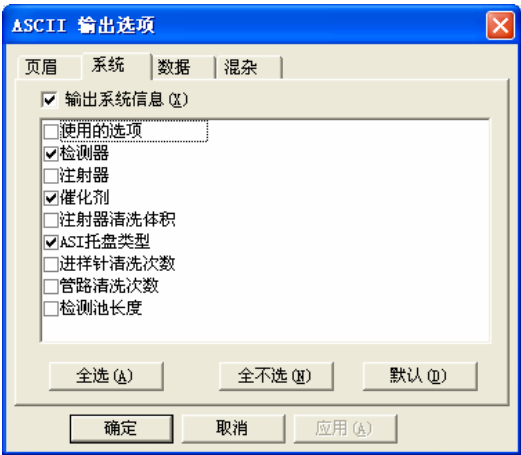 ASCII 输出选项
页眉 系统 数据 混杂
输出系统信息(X)
使用的选项
检测器
注射器
催化剂
注射器清洗体积
ASI托盘类型
进样针清洗次数
管路清洗次数
检测池长度
全选(A) 全不选(N) 默认(D)
确定 取消 应用(A)